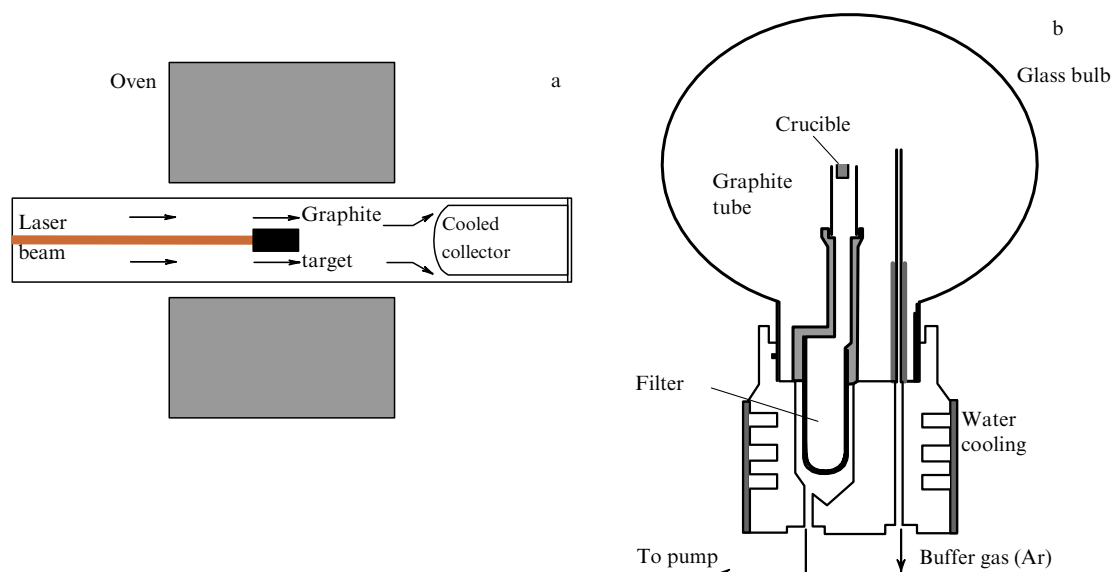 a
Oven
Laser
beam
Graphite
target
Cooled
collector
b
Glass bulb
Crucible
Graphite
tube
Filter
Water
cooling
To pump
Buffer gas (Ar)